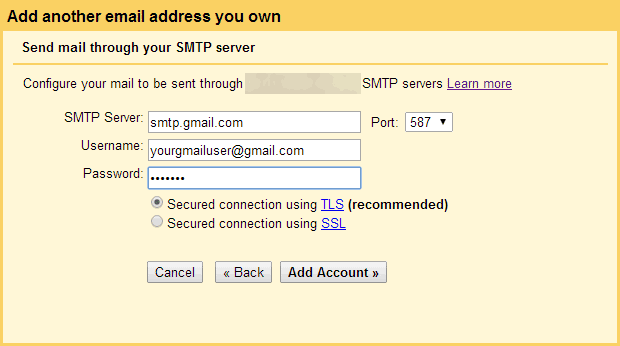 Add another email address you own
Send mail through your SMTP server
Configure your mail to be sent through SMTP servers Learn more
SMTP Server: smtp.gmail.com Port: 587
Username: yourgmailuser@gmail.com
Password: •••••••
Secured connection using TLS (recommended)
Secured connection using SSL
Cancel « Back Add Account »